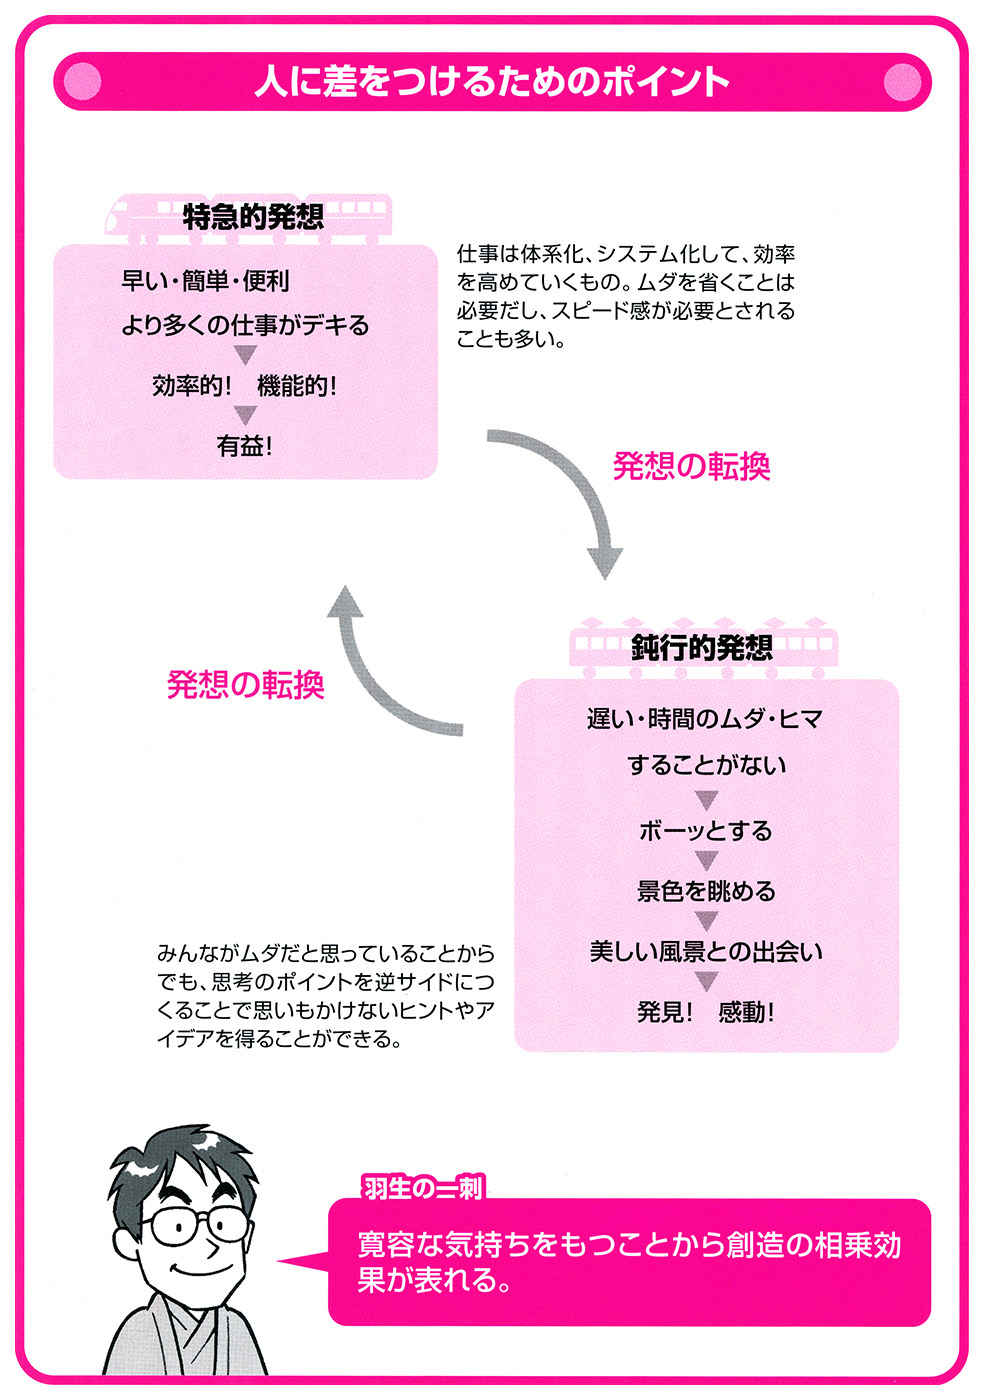 人に差をつけるためのポイント
特急的発想
早い・簡単・便利
より多くの仕事がデキる
効率的！　機能的！
有益！
仕事は体系化、システム化して、効率
を高めていくもの。ムダを省くことは
必要だし、スピード感が必要とされる
ことも多い。
発想の転換
発想の転換
鈍行的発想
遅い・時間のムダ・ヒマ
することがない
ボーッとする
景色を眺める
美しい風景との出会い
発見！　感動！
みんながムダだと思っていることから
でも、思考のポイントを逆サイドにつ
くることで思いもかけないヒントやア
イデアを得ることができる。
羽生の一刺
寛容な気持ちをもつことから創造の相乗効
果が表れる。